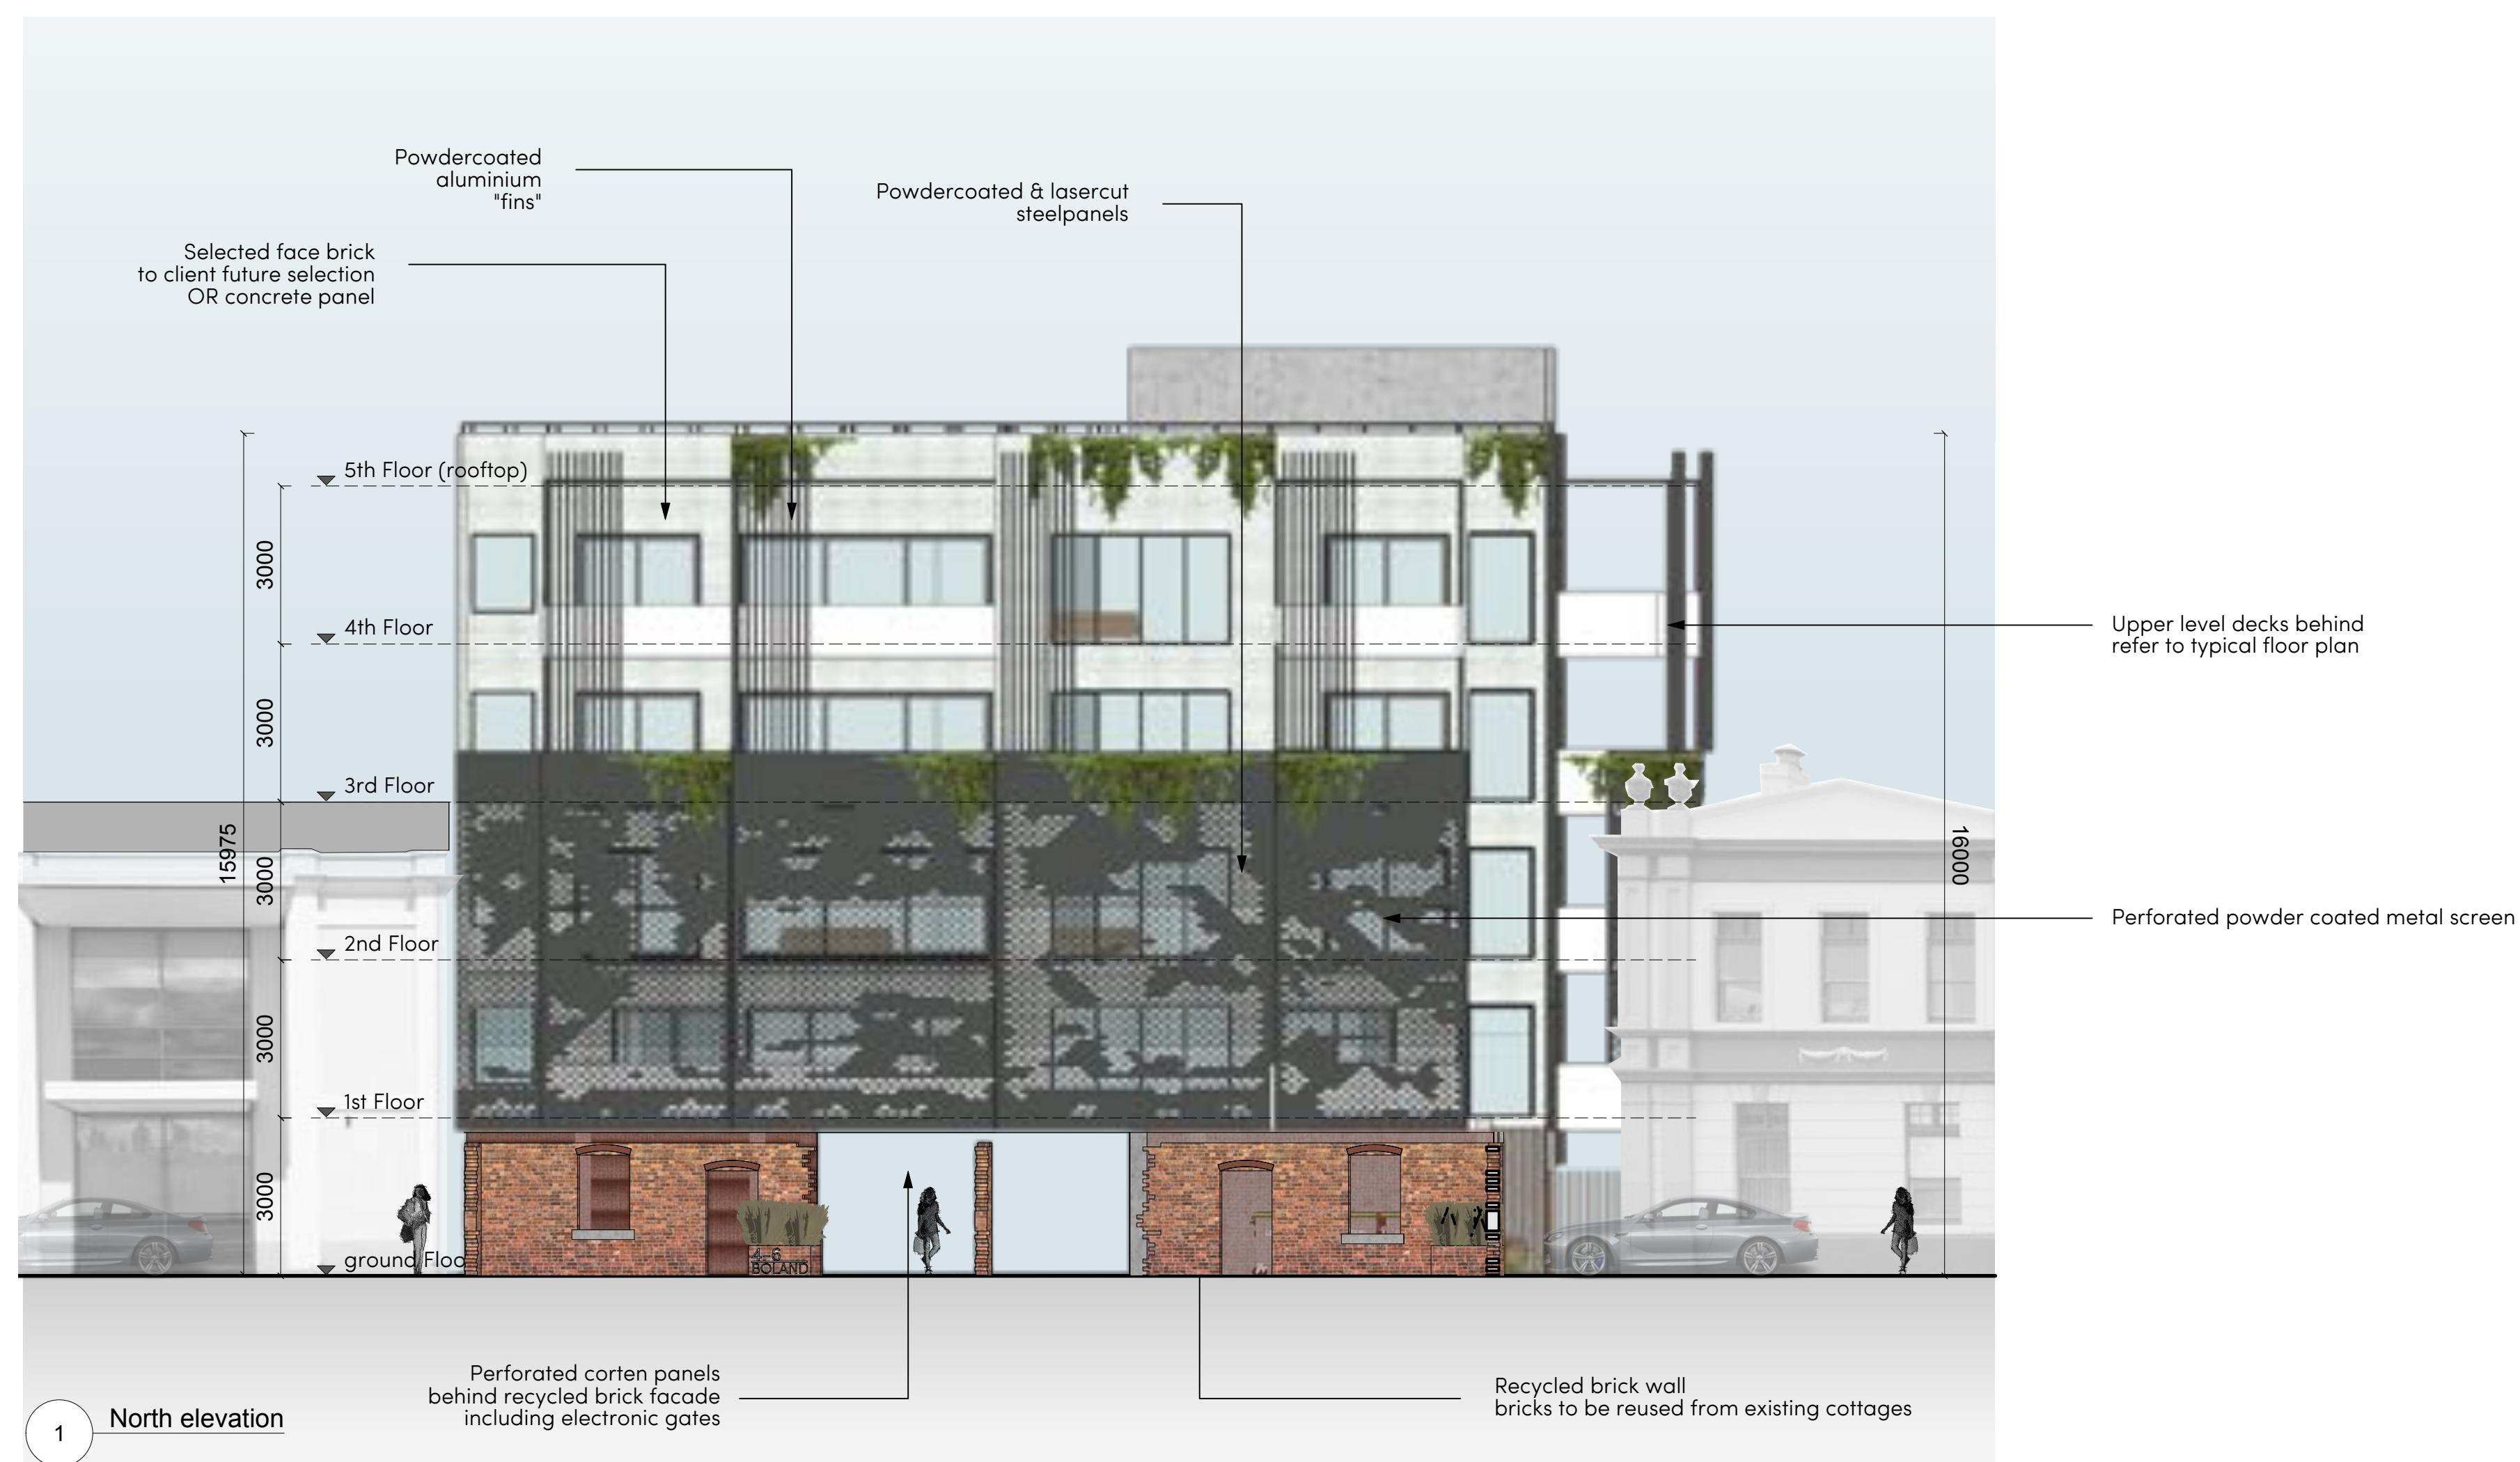 Powdercoated
aluminium
"fins"
Powdercoated & lasercut
steelpanels
Selected face brick
to client future selection
OR concrete panel
5th Floor (rooftop)
3000
4th Floor
Upper level decks behind
refer to typical floor plan
3000
3rd Floor
15975
3000
16000
Perforated powder coated metal screen
2nd Floor
3000
1st Floor
3000
ground Floo
4-6
BOLAND
Perforated corten panels
behind recycled brick facade
including electronic gates
Recycled brick wall
bricks to be reused from existing cottages
1
North elevation